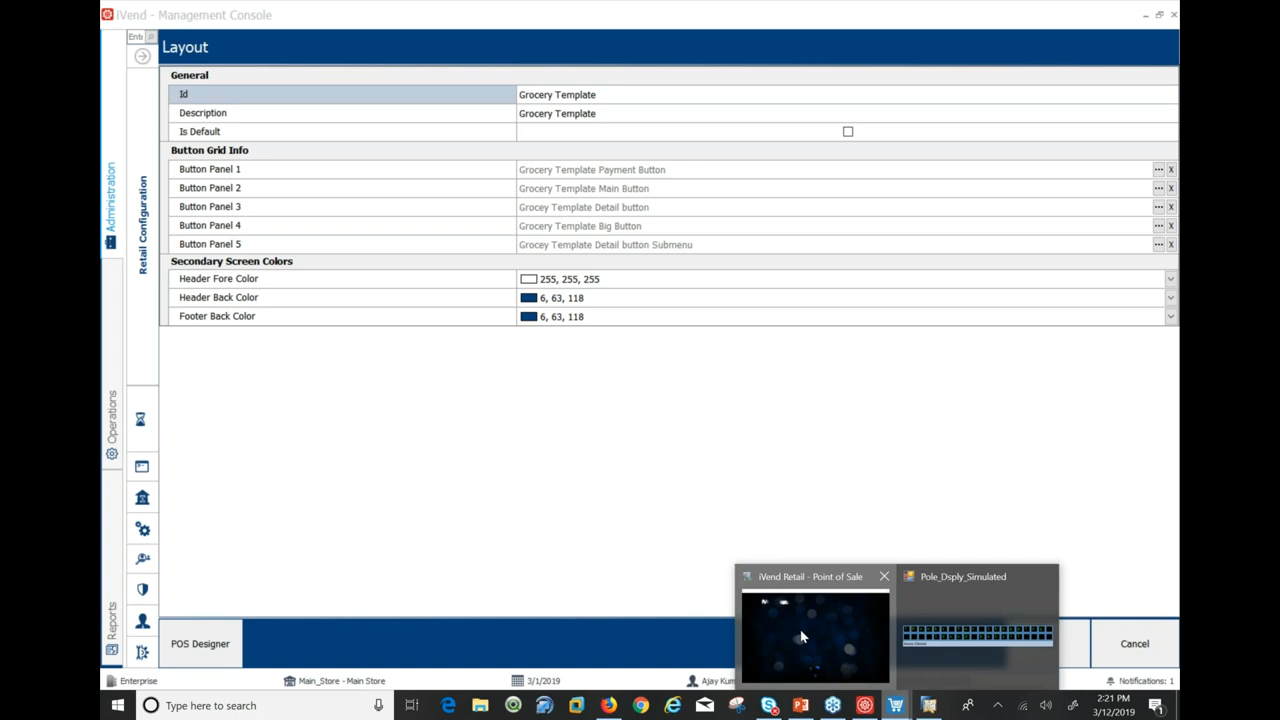 iVend - Management Console
Ente
Layout
General
Id Grocery Template
Description Grocery Template
Is Default
Button Grid Info
Button Panel 1 Grocery Template Payment Button
Button Panel 2 Grocery Template Main Button
Button Panel 3 Grocey Template Detail button
Button Panel 4 Grocery Template Big Button
Button Panel 5 Grocey Template Detail button Submenu
Secondary Screen Colors
Header Fore Color 255, 255, 255
Header Back Color 6, 63, 118
Footer Back Color 6, 63, 118
Administration
Retail Configuration
Operations
Reports
iVend Retail - Point of Sale
Pole_Dsply_Simulated
POS Designer
Cancel
Enterprise
Main_Store - Main Store
3/1/2019
Ajay Kum
Notifications: 1
Type here to search
2:21 PM
3/12/2019